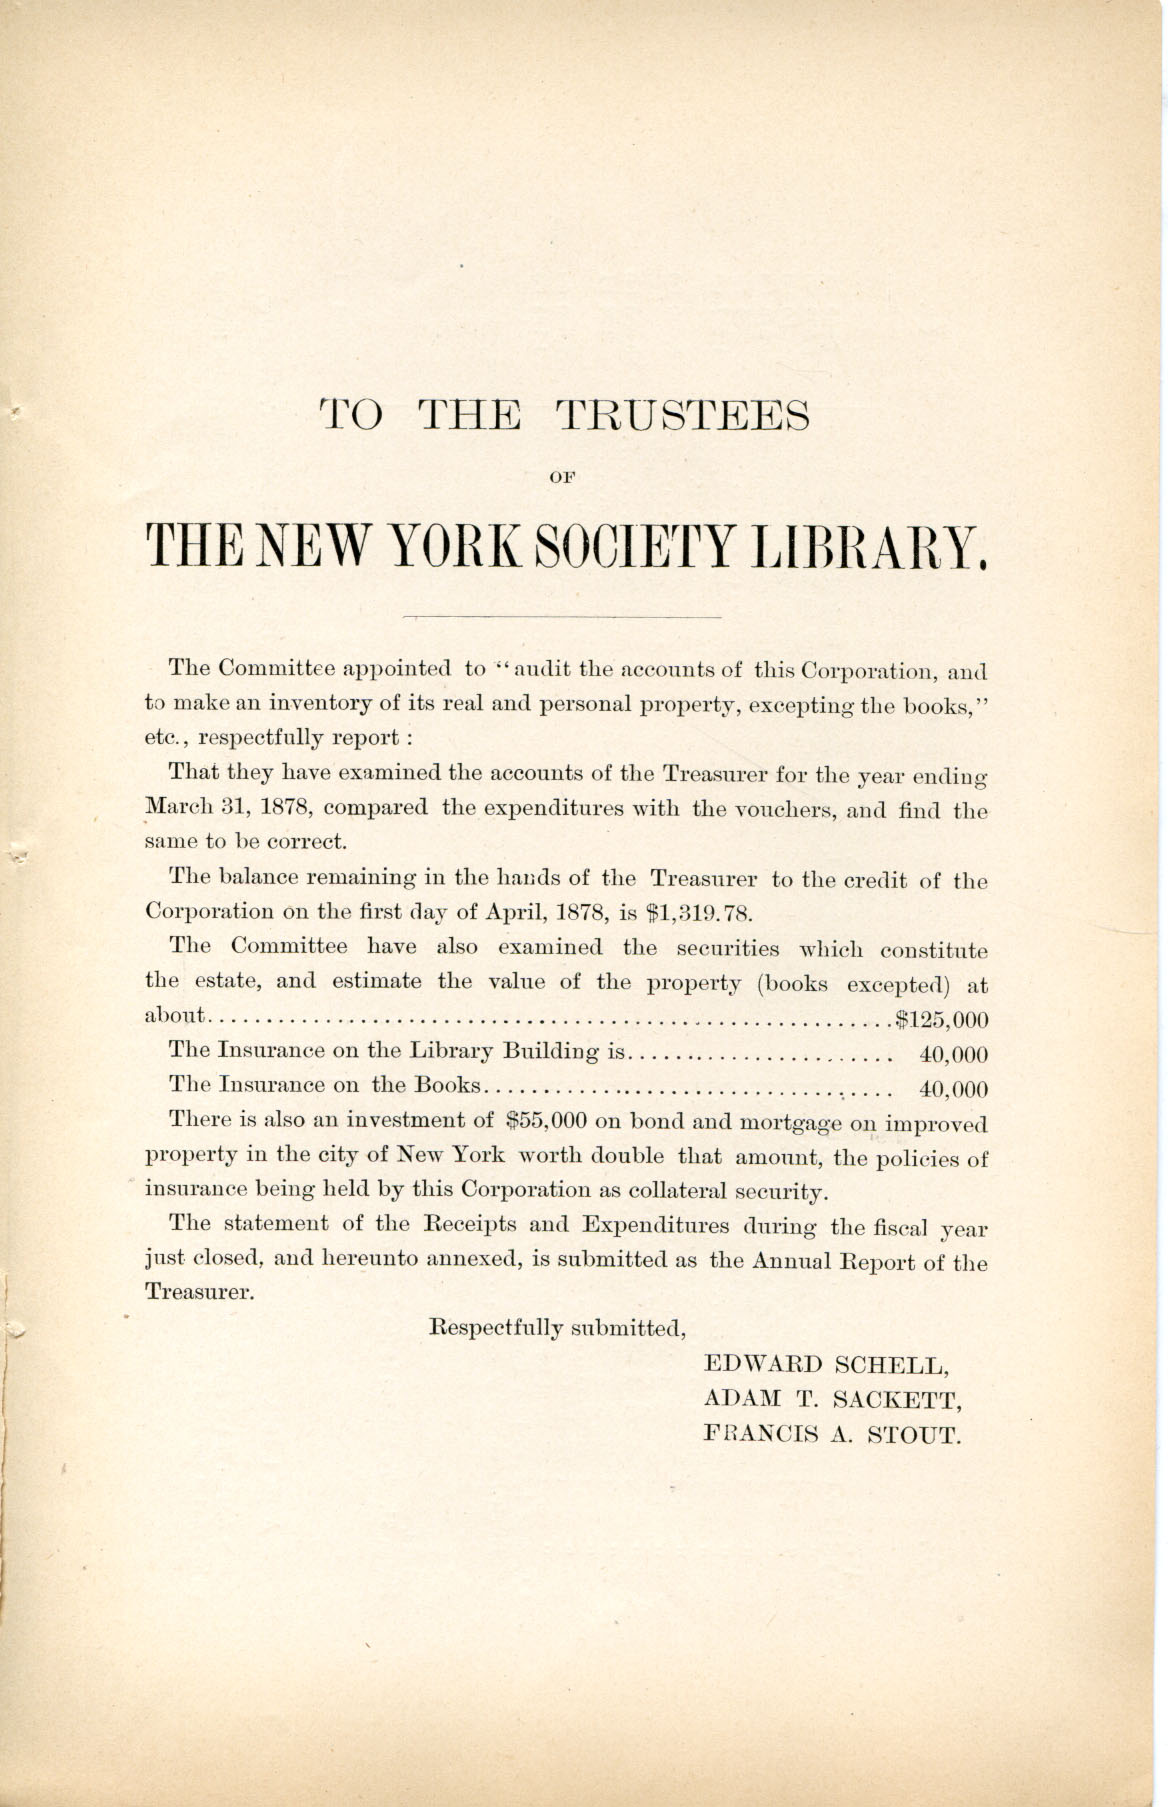 TO THE TRUSTEES
OF
THE NEW YORK SOCIETY LIBRARY.
The Committee appointed to “audit the accounts of this Corporation, and
to make an inventory of its real and personal property, excepting the books,”
etc., respectfully report :
That they have examined the accounts of the Treasurer for the year ending
March 31, 1878, compared the expenditures with the vouchers, and find the
same to be correct.
The balance remaining in the hands of the Treasurer to the credit of the
Corporation on the first day of April, 1878, is $1,319.78.
The Committee have also examined the securities which constitute
the estate, and estimate the value of the property (books excepted) at
about............................................................$125,000
The Insurance on the Library Building is....................... 40,000
The Insurance on the Books.................................... 40,000
There is also an investment of $55,000 on bond and mortgage on improved
property in the city of New York worth double that amount, the policies of
insurance being held by this Corporation as collateral security.
The statement of the Receipts and Expenditures during the fiscal year
just closed, and hereunto annexed, is submitted as the Annual Report of the
Treasurer.
Respectfully submitted,
EDWARD SCHELL,
ADAM T. SACKETT,
FRANCIS A. STOUT.